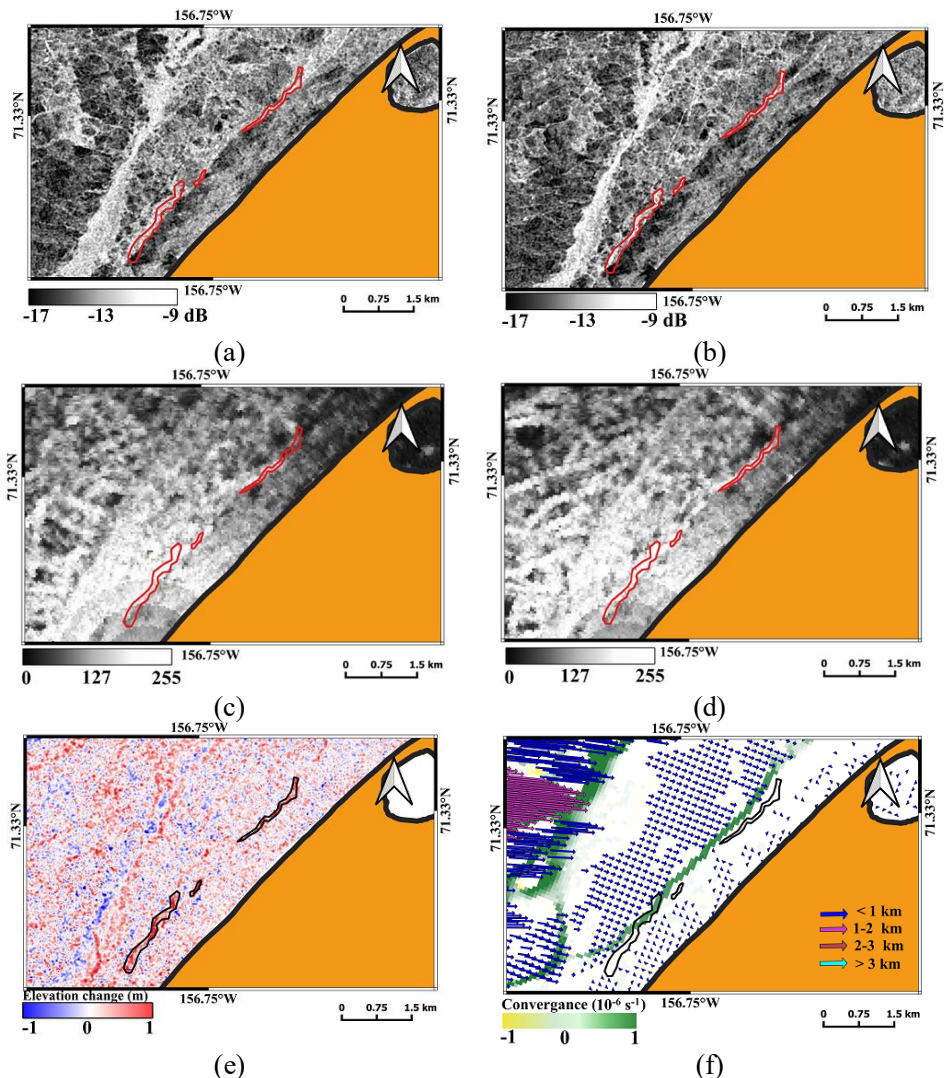 156.75°W
156.75°W
71.33°N
71.33°N
71.33°N
71.33°N
156.75°W
156.75°W
-17 -13 -9 dB
0 0.75 1.5 km
-17 -13 -9 dB
0 0.75 1.5 km
(a)
(b)
156.75°W
156.75°W
71.33°N
71.33°N
71.33°N
71.33°N
156.75°W
156.75°W
0 127 255
0 0.75 1.5 km
0 127 255
0 0.75 1.5 km
(c)
(d)
156.75°W
156.75°W
71.33°N
71.33°N
71.33°N
71.33°N
< 1 km
1-2 km
2-3 km
> 3 km
156.75°W
156.75°W
Elevation change (m)
-1 0 1
0 0.75 1.5 km
Convergance (10⁻⁶ s⁻¹)
-1 0 1
0 0.75 1.5 km
(e)
(f)